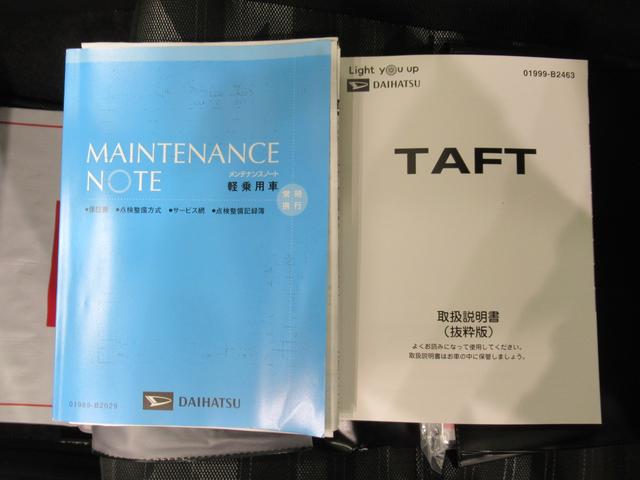 MAINTENANCE
NOTE
メンテナンスノート
軽乗用車
常時
携行
●保証書 ●点検整備方式 ●サービス網 ●点検整備記録簿
01999-B2029
DAIHATSU
Light you up
DAIHATSU
01999-B2463
TAFT
取扱説明書
（抜粋版）
よくお読みになって使用してください。
取扱説明書はお車の中に保管しましょう。